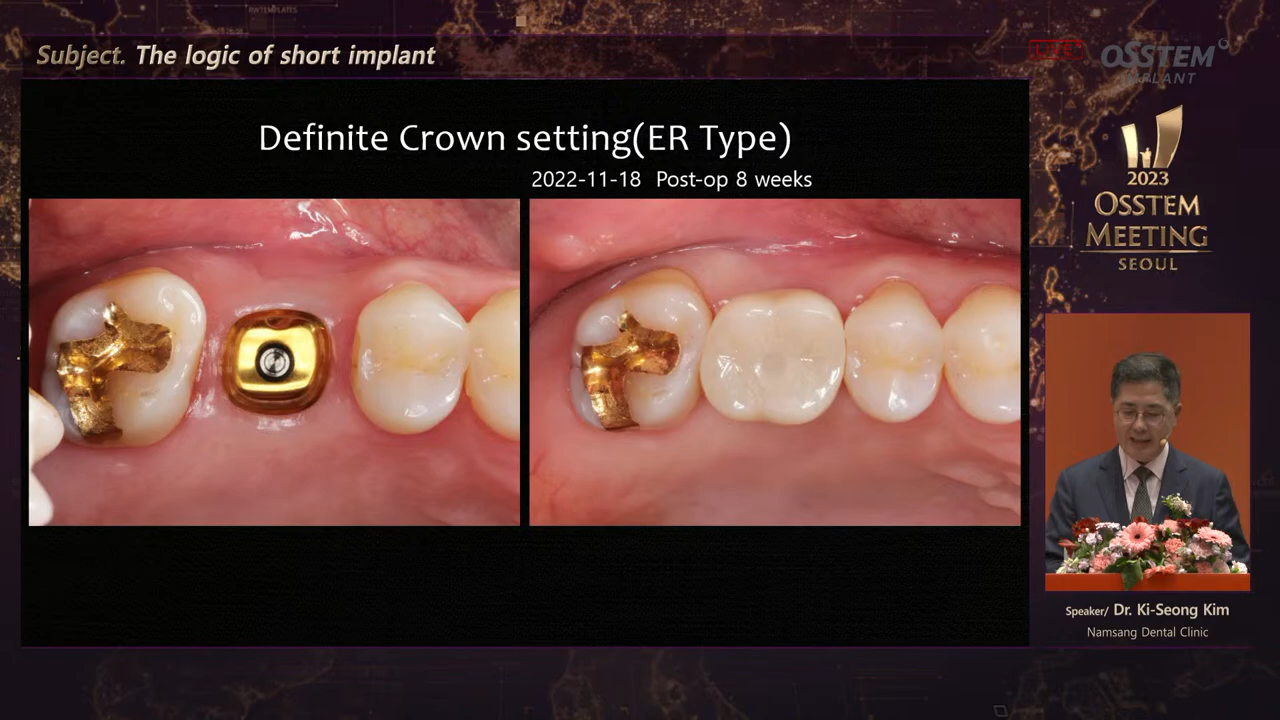 Subject. The logic of short implant
LIVE
OSSTEM
IMPLANT
Definite Crown setting(ER Type)
2022-11-18 Post-op 8 weeks
2023
OSSTEM
MEETING
SEOUL
Speaker/ Dr. Ki-Seong Kim
Namsang Dental Clinic